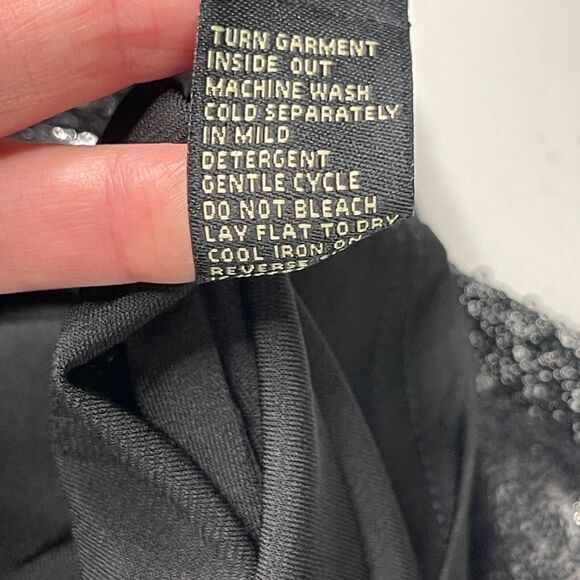 TURN GARMENT
INSIDE OUT
MACHINE WASH
COLD SEPARATELY
IN MILD
DETERGENT
GENTLE CYCLE
DO NOT BLEACH
LAY FLAT TO DRY
COOL IRON ON
REVERSE